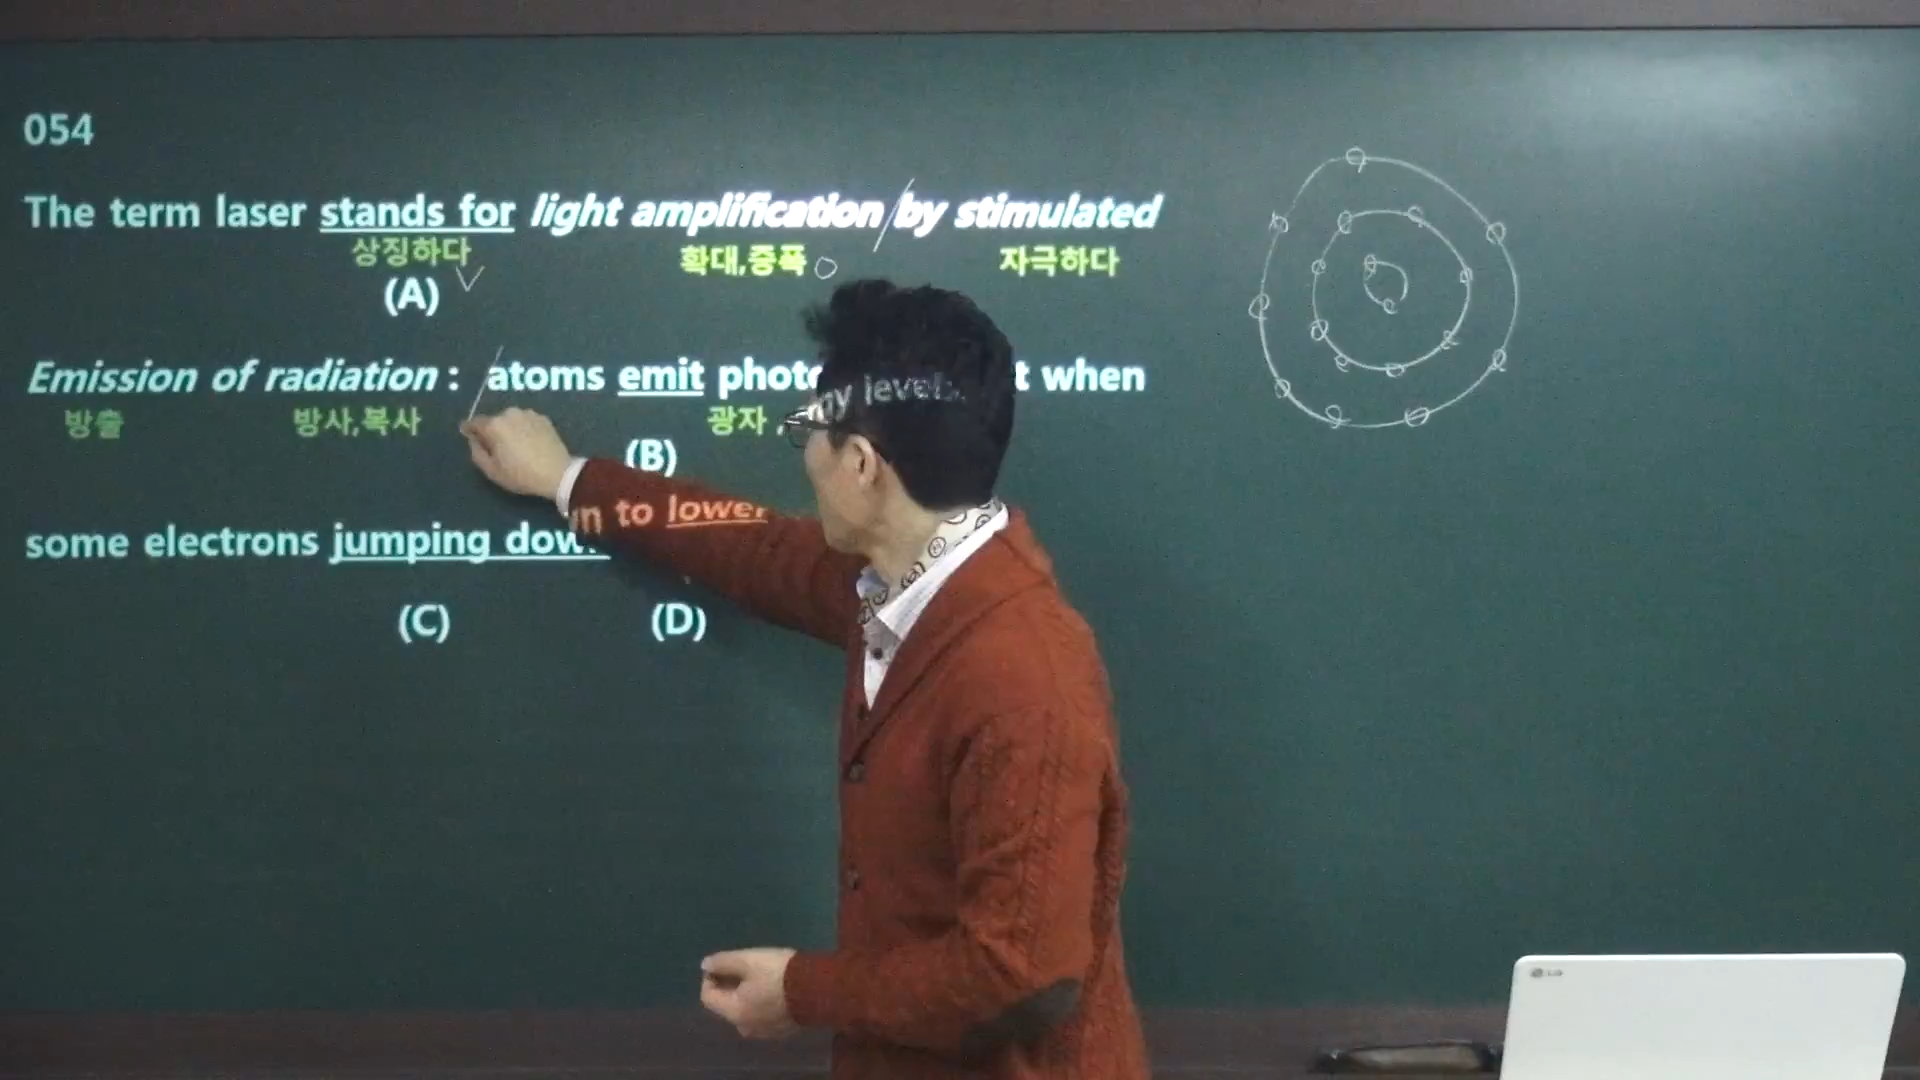 054
The term laser stands for light amplification by stimulated
상징하다 확대,증폭 자극하다
(A)
Emission of radiation : atoms emit when
방출 방사,복사 광자 ,
(B)
some electrons jumping to lower levels
(C) (D)
LG